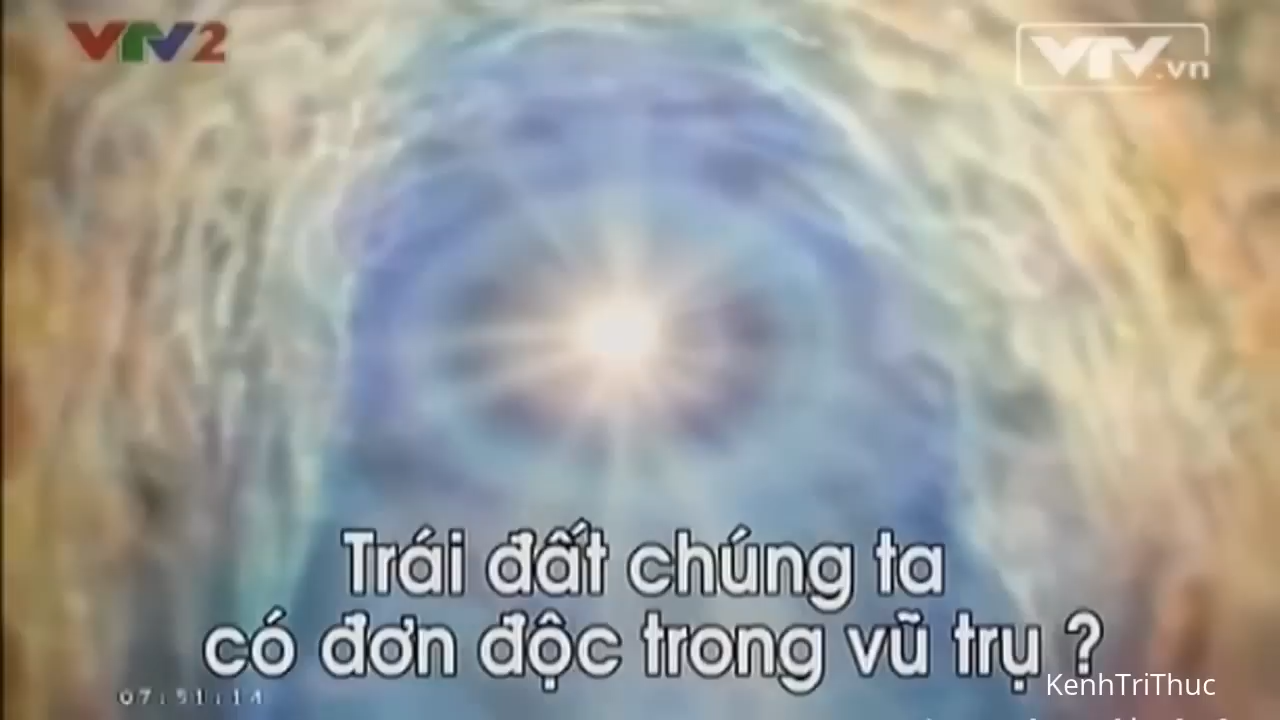 VTV2
VTV.vn
Trái đất chúng ta
có đơn độc trong vũ trụ ?
07:51:14
KenhTriThuc